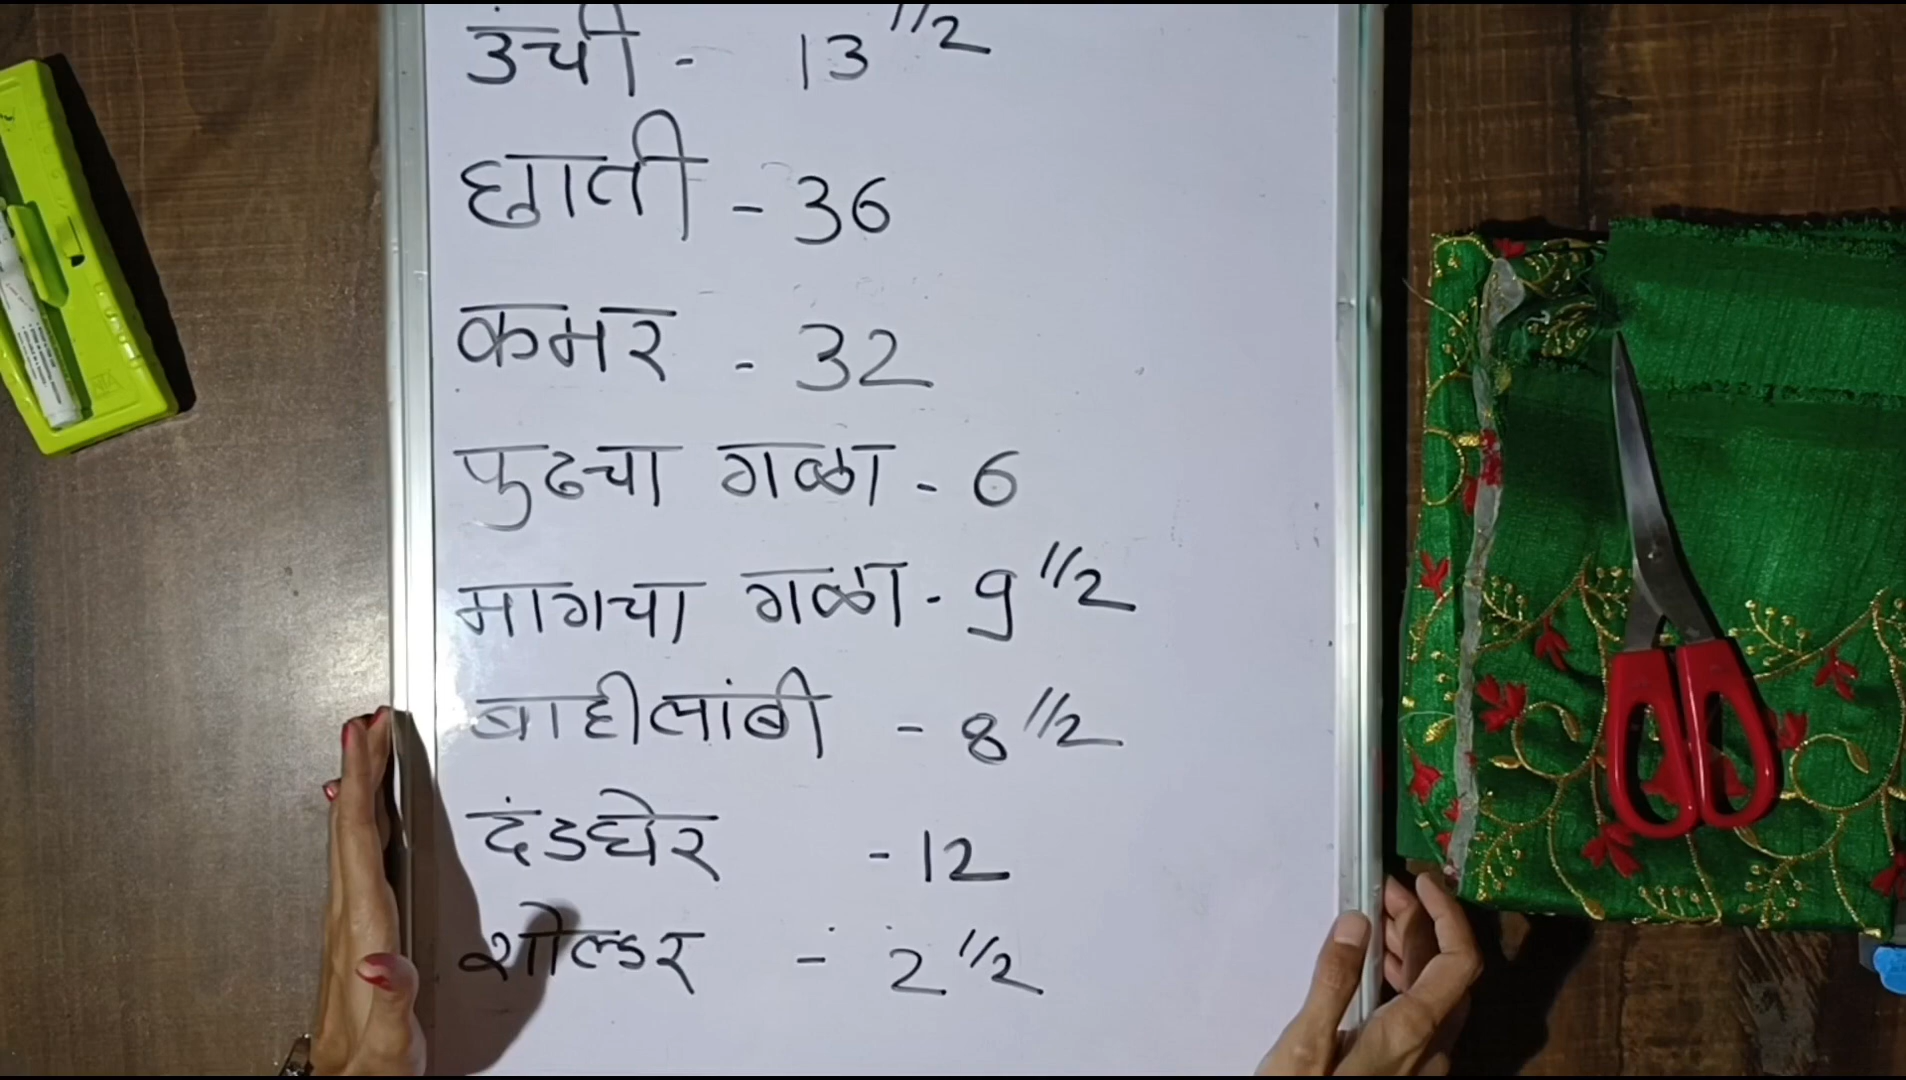 उंची - 13 1/2
छाती - 36
कमर - 32
पुढचा गळा - 6
मागचा गळा - 9 1/2
बाहीलांबी - 8 1/2
दंडघेर - 12
शोल्डर - 2 1/2